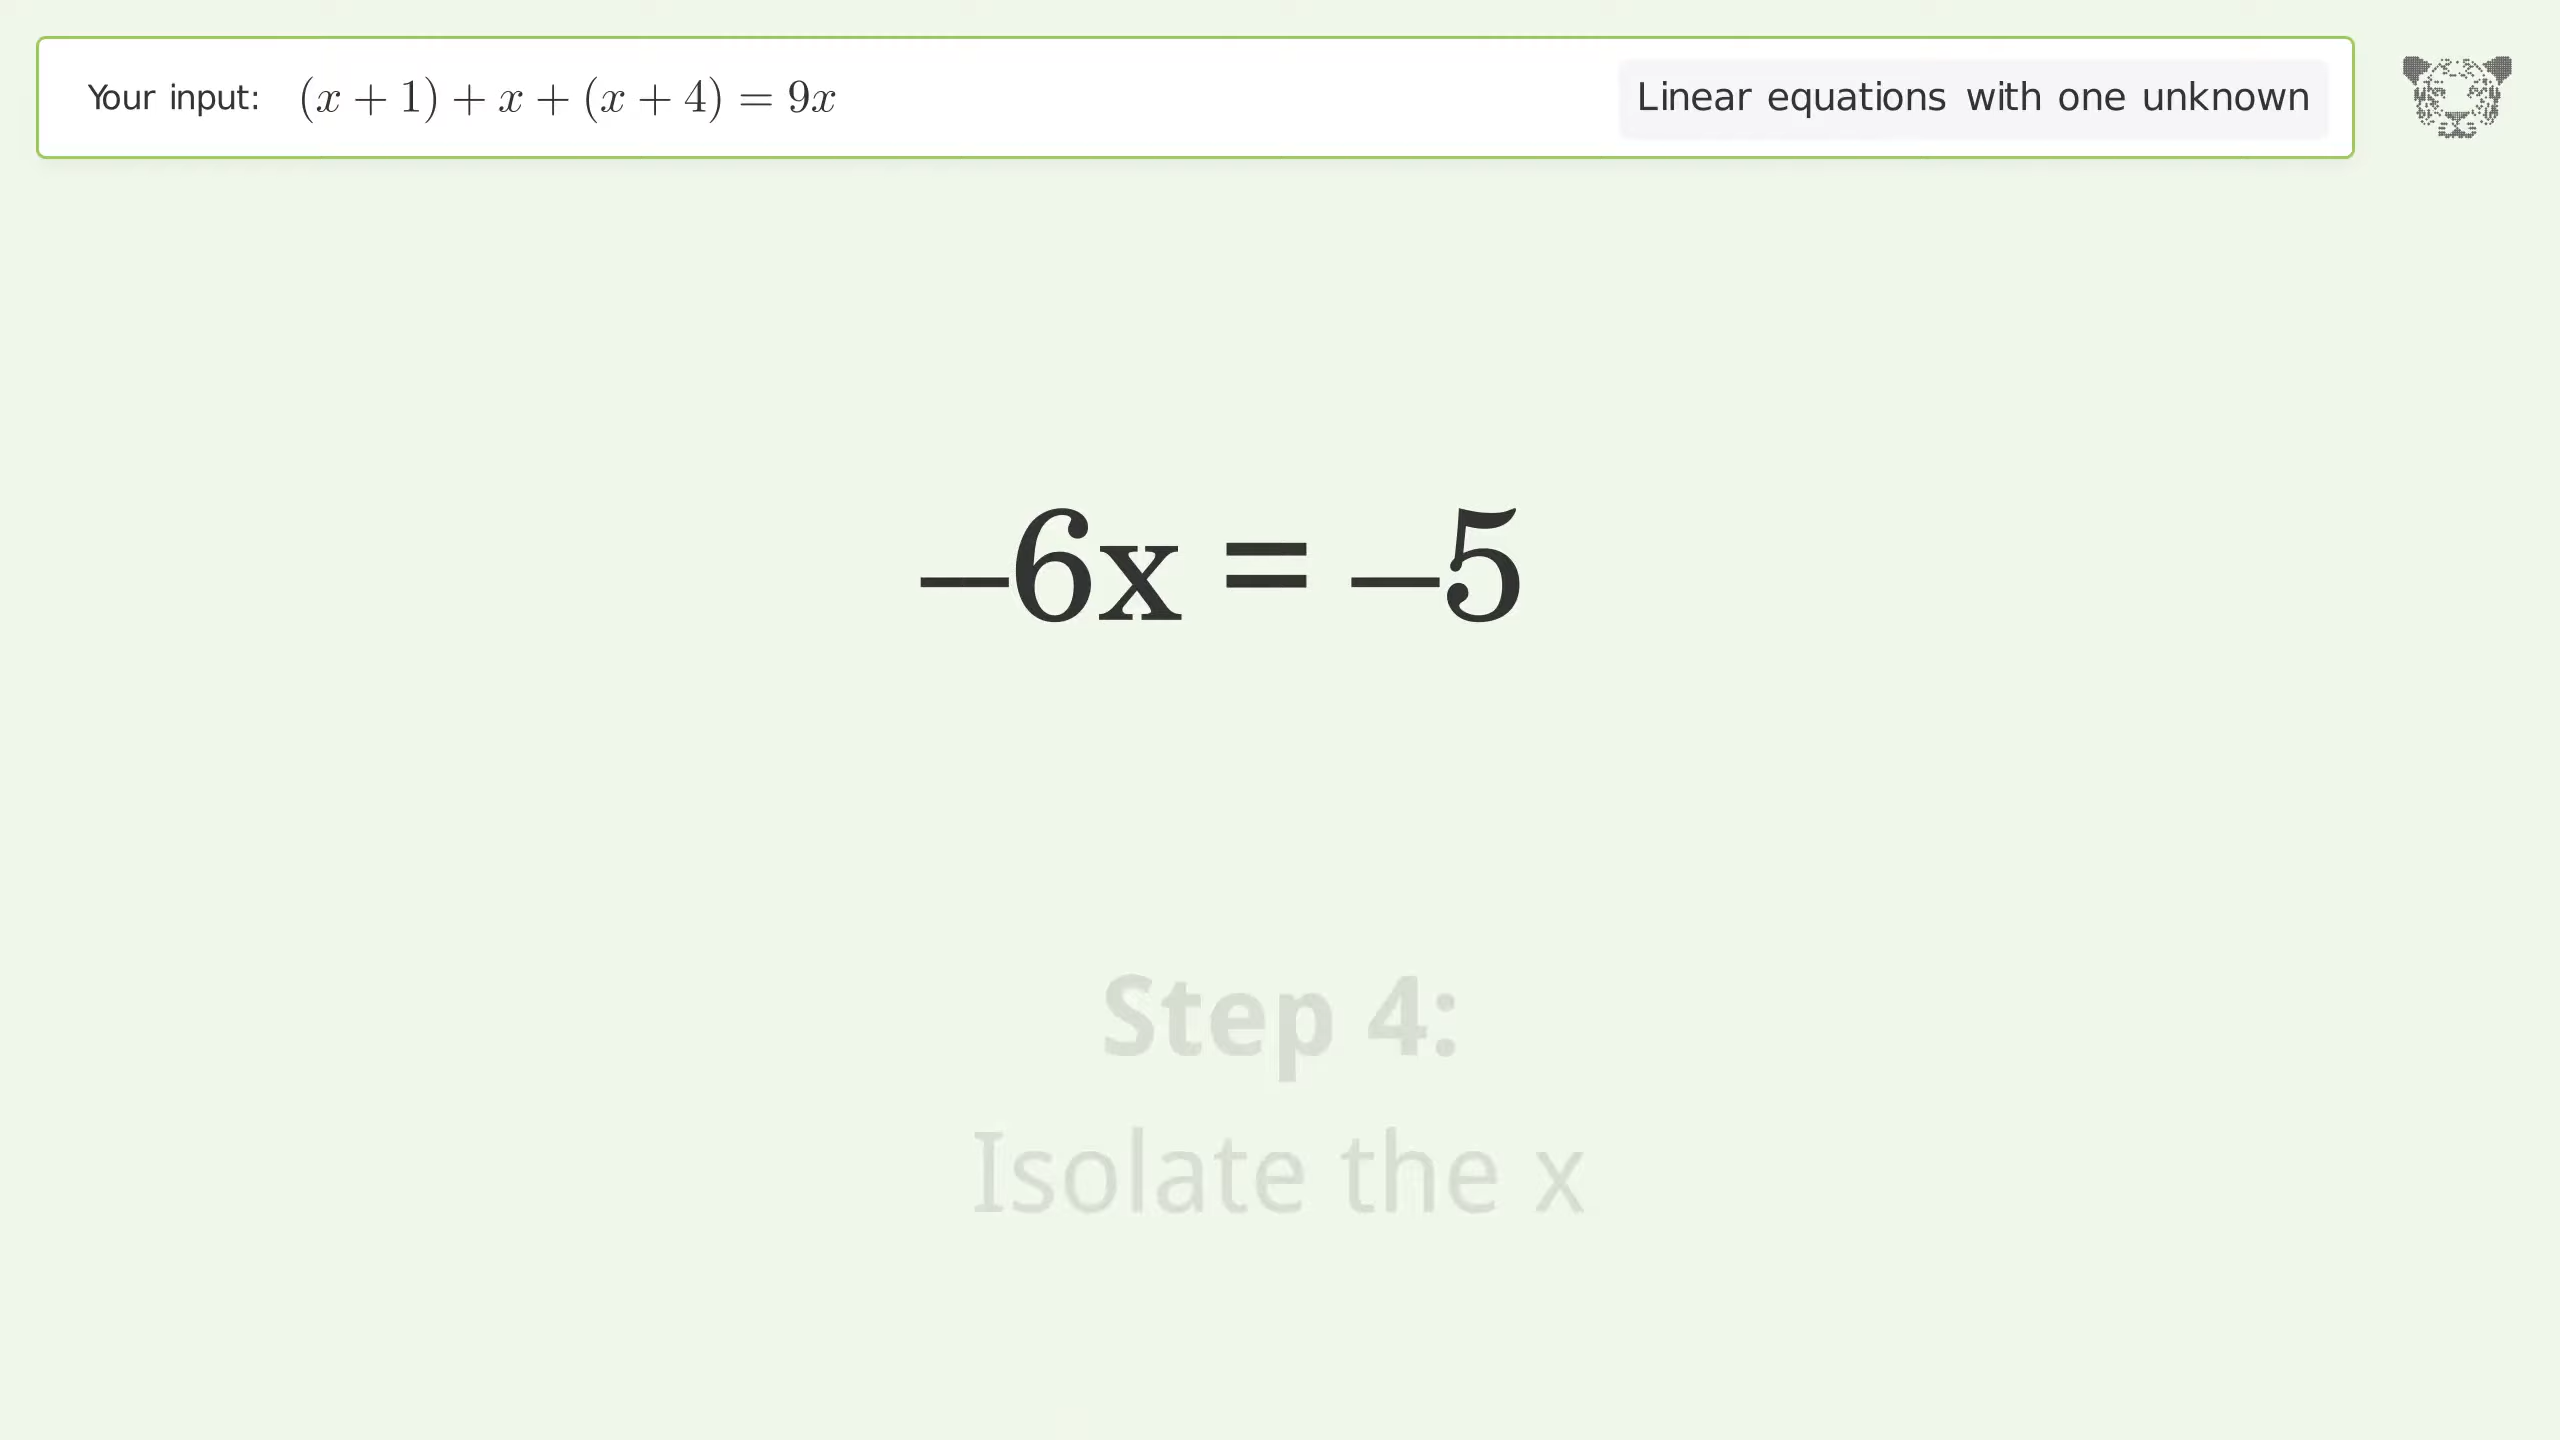 Your input: (x + 1) + x + (x + 4) = 9x
Linear equations with one unknown
–6x = –5
Step 4:
Isolate the x